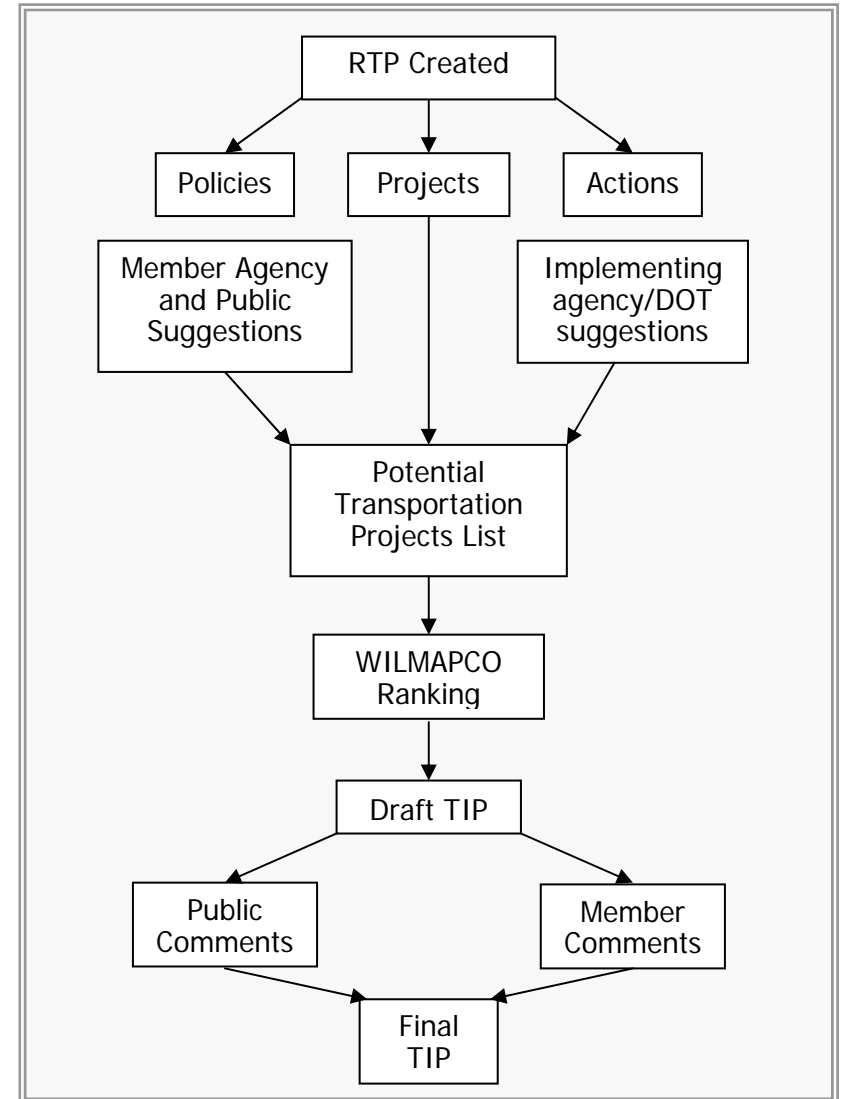 RTP Created
Policies
Projects
Actions
Member Agency
and Public
Suggestions
Implementing
agency/DOT
suggestions
Potential
Transportation
Projects List
WILMAPCO
Ranking
Draft TIP
Public
Comments
Member
Comments
Final
TIP